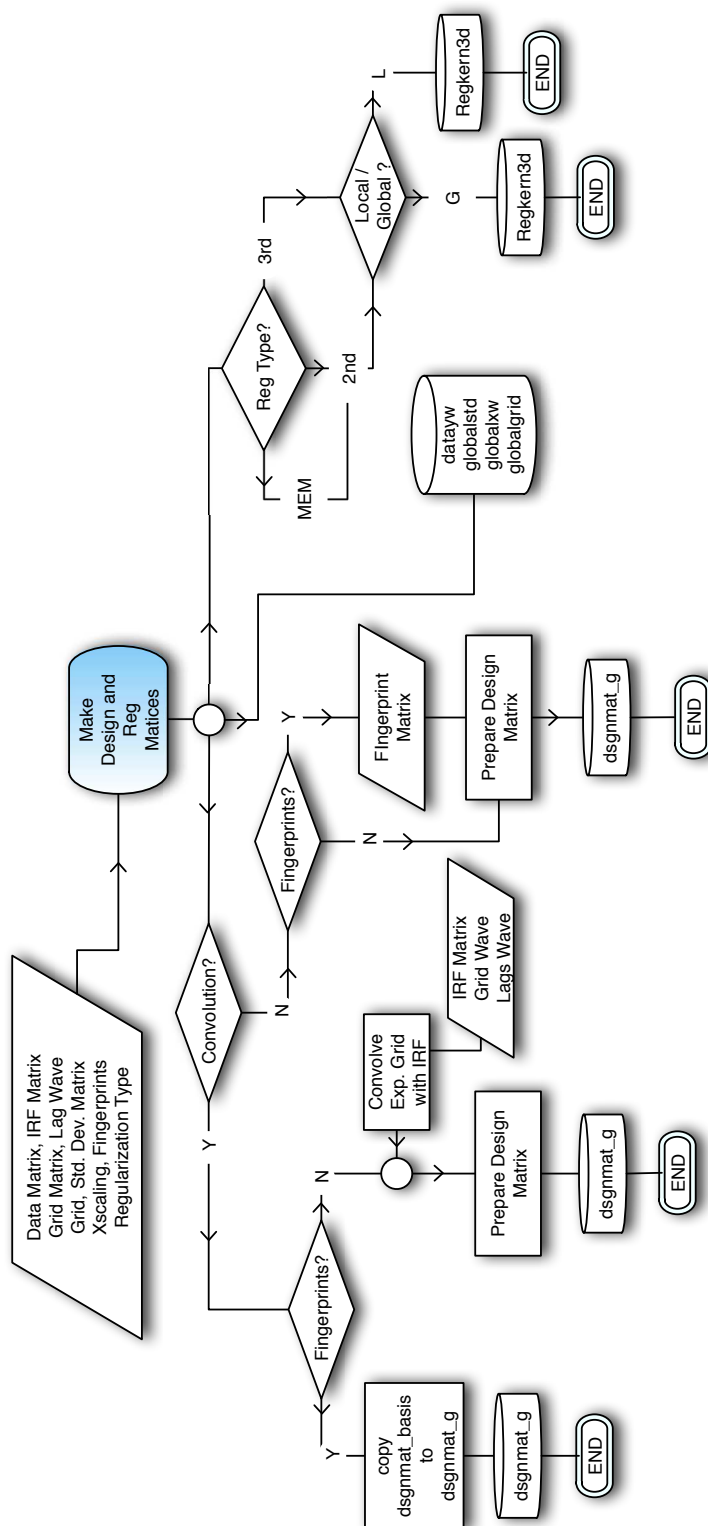 Data Matrix, IRF Matrix
Grid Matrix, Lag Wave
Grid, Std. Dev. Matrix
Xscaling, Fingerprints
Regularization Type
Make
Design and
Reg
Matices
Convolution?
Y
N
Fingerprints?
Y
N
copy
dsgnmat_basis
to
dsgnmat_g
dsgnmat_g
END
Convolve
Exp. Grid
with IRF
IRF Matrix
Grid Wave
Lags Wave
Prepare Design
Matrix
dsgnmat_g
END
Fingerprints?
N
Y
FIngerprint
Matrix
Prepare Design
Matrix
dsgnmat_g
END
datayw
globalstd
globalxw
globalgrid
Reg Type?
MEM
2nd
3rd
Local /
Global ?
G
L
Regkern3d
END
Regkern3d
END